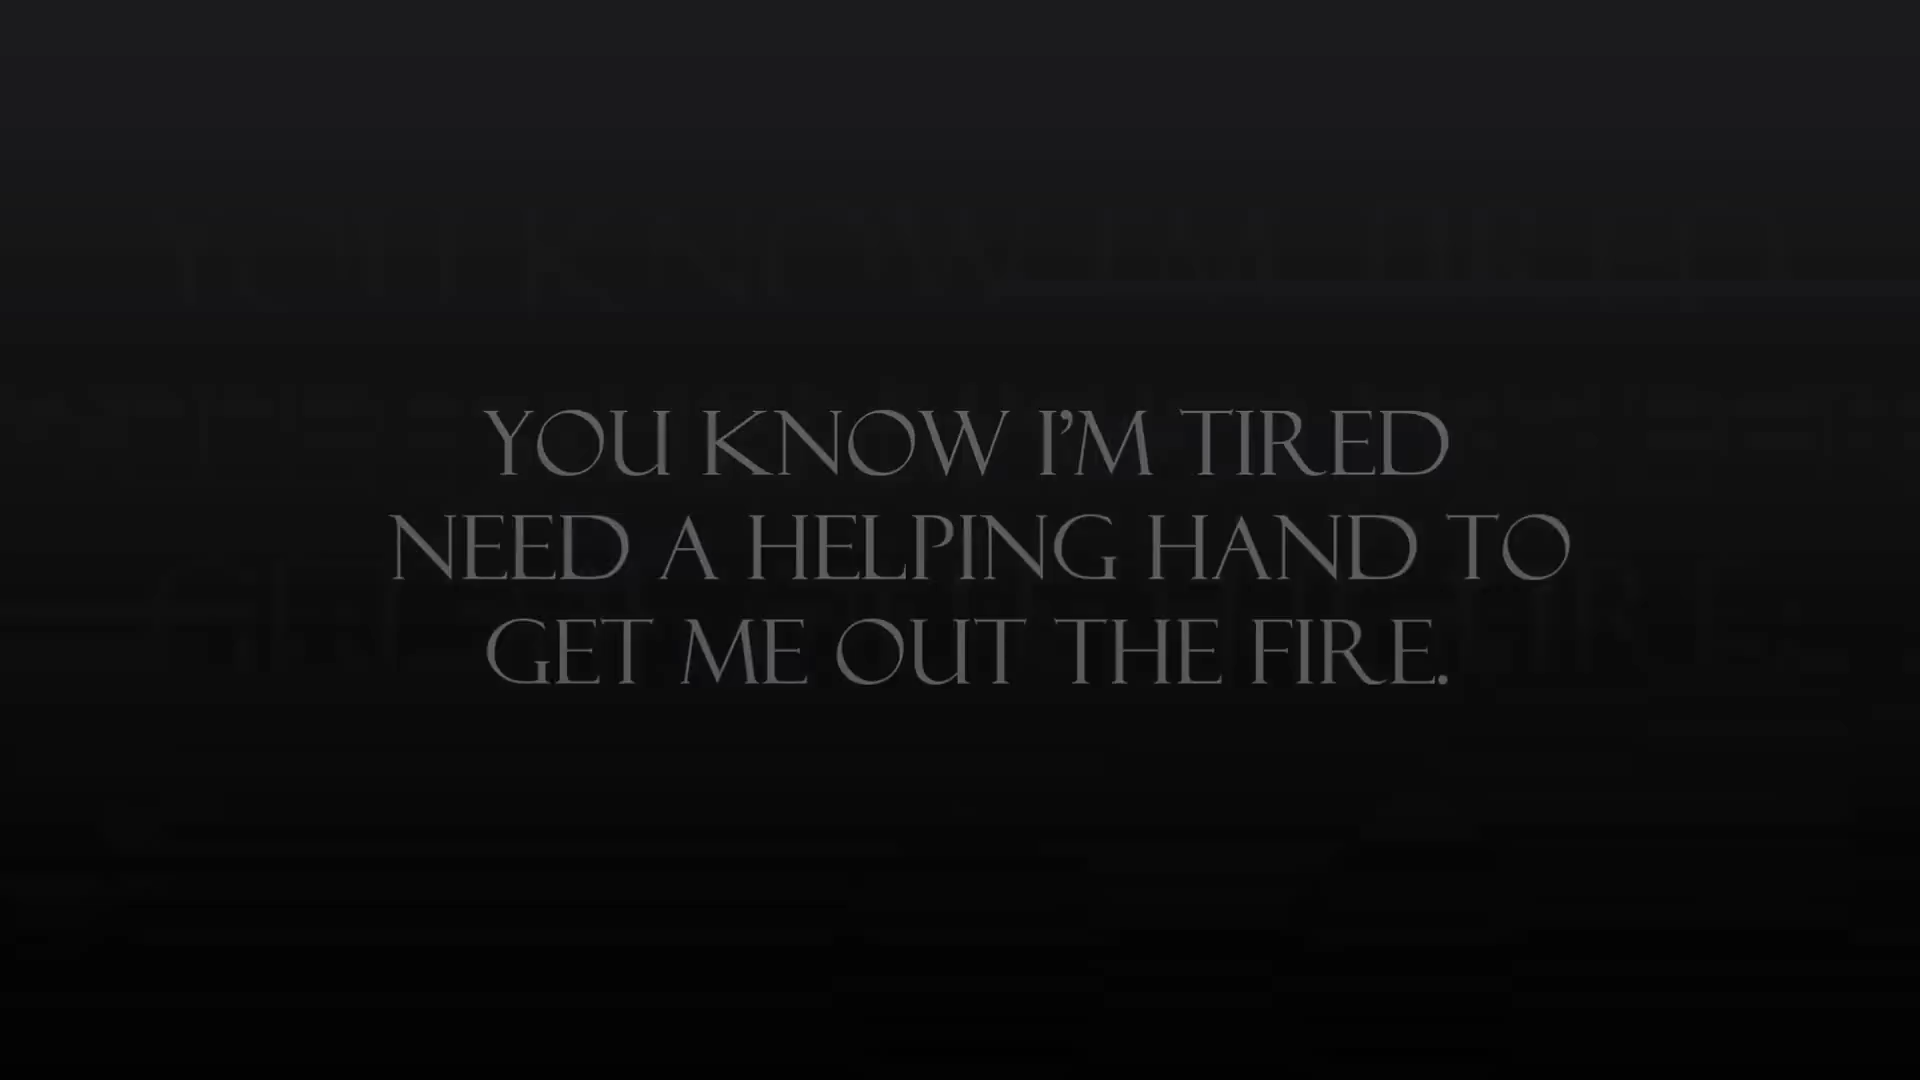 YOU KNOW I'M TIRED
NEED A HELPING HAND TO
GET ME OUT THE FIRE.